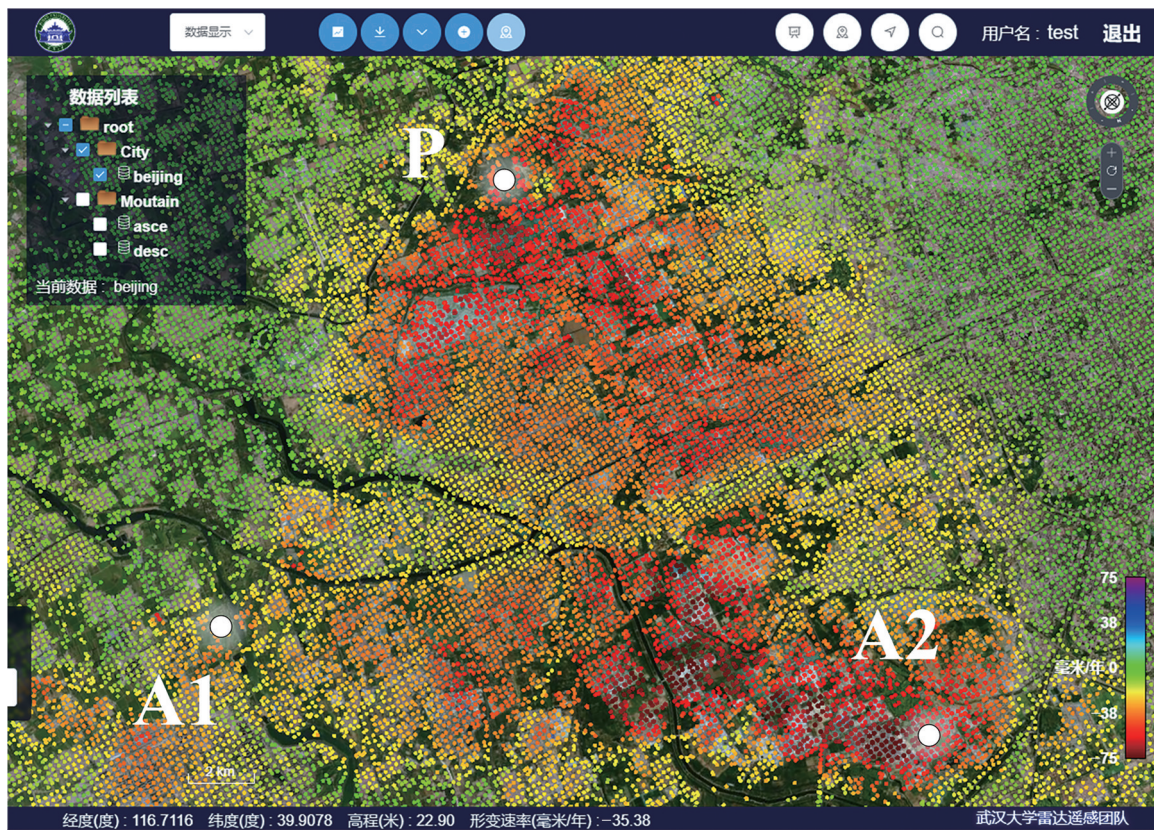 数据显示
用户名：test 退出
数据列表
root
City
beijing
Moutain
asce
desc
当前数据： beijing
P
A1
A2
75
38
毫米/年 0
-38
-75
2 km
经度(度)：116.7116 纬度(度)：39.9078 高程(米)：22.90 形变速率(毫米/年)：−35.38
武汉大学雷达遥感团队